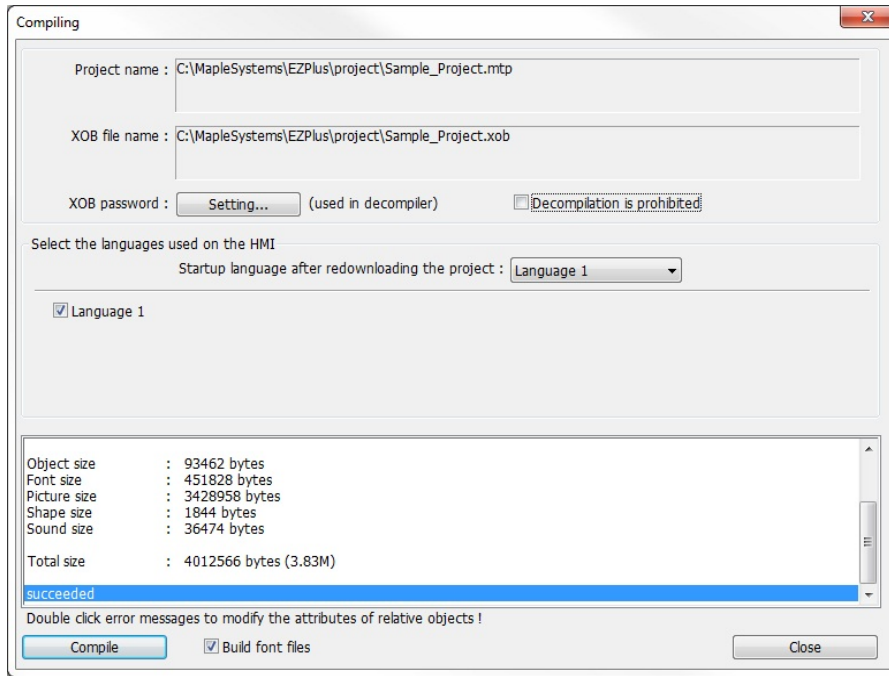 Compiling
Project name : C:\MapleSystems\EZPlus\project\Sample_Project.mtp
XOB file name : C:\MapleSystems\EZPlus\project\Sample_Project.xob
XOB password : Setting... (used in decompiler) Decompilation is prohibited
Select the languages used on the HMI
Startup language after redownloading the project : Language 1
Language 1
Object size : 93462 bytes
Font size : 451828 bytes
Picture size : 3428958 bytes
Shape size : 1844 bytes
Sound size : 36474 bytes
Total size : 4012566 bytes (3.83M)
succeeded
Double click error messages to modify the attributes of relative objects !
Compile Build font files Close